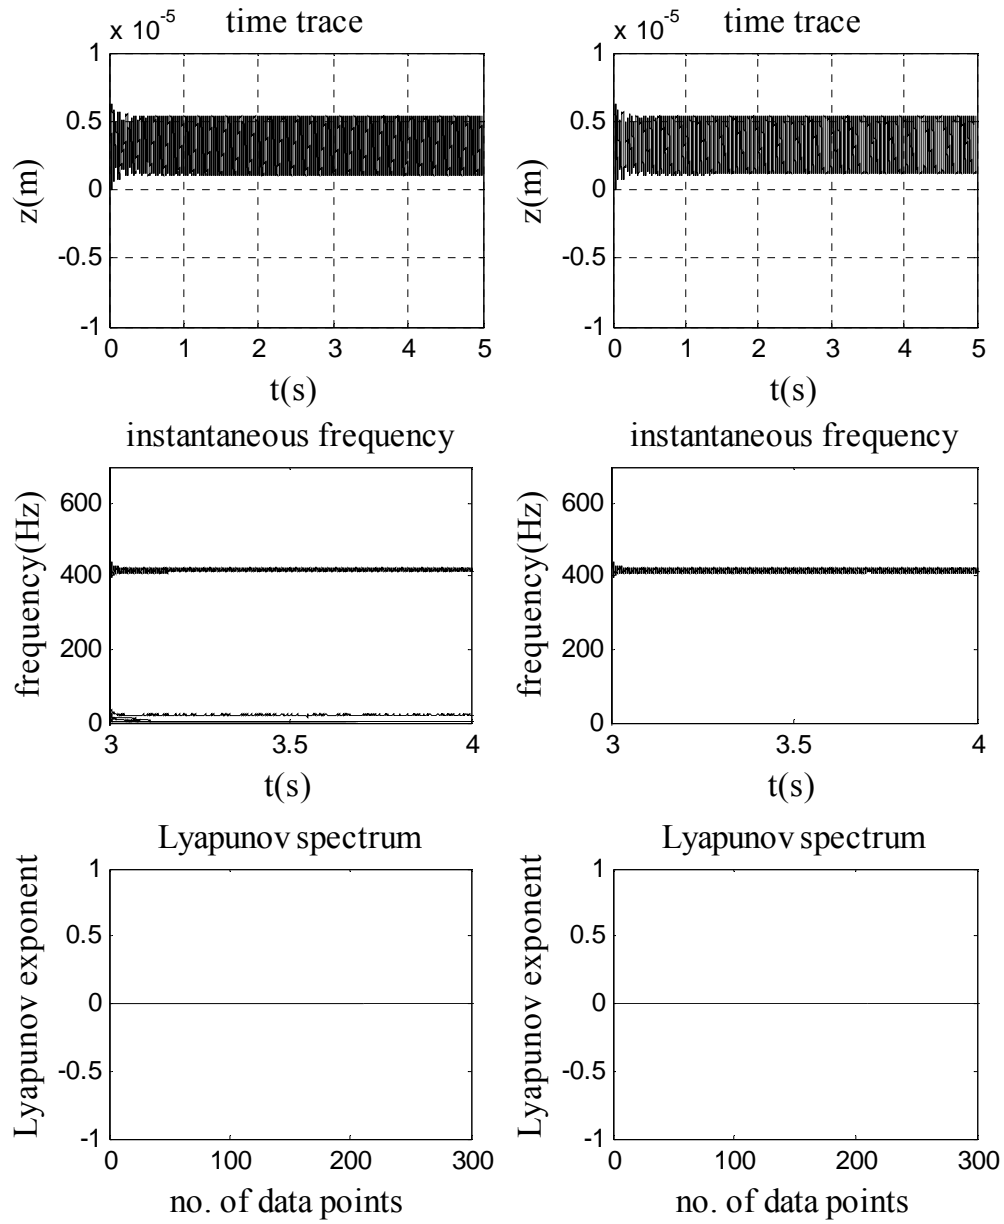 x 10-5 time trace
1
0.5
0
-0.5
-1
z(m)
0 1 2 3 4 5
t(s)
x 10-5 time trace
1
0.5
0
-0.5
-1
z(m)
0 1 2 3 4 5
t(s)
instantaneous frequency
600
400
200
0
frequency(Hz)
3 3.5 4
t(s)
instantaneous frequency
600
400
200
0
frequency(Hz)
3 3.5 4
t(s)
Lyapunov spectrum
1
0.5
0
-0.5
-1
Lyapunov exponent
0 100 200 300
no. of data points
Lyapunov spectrum
1
0.5
0
-0.5
-1
Lyapunov exponent
0 100 200 300
no. of data points